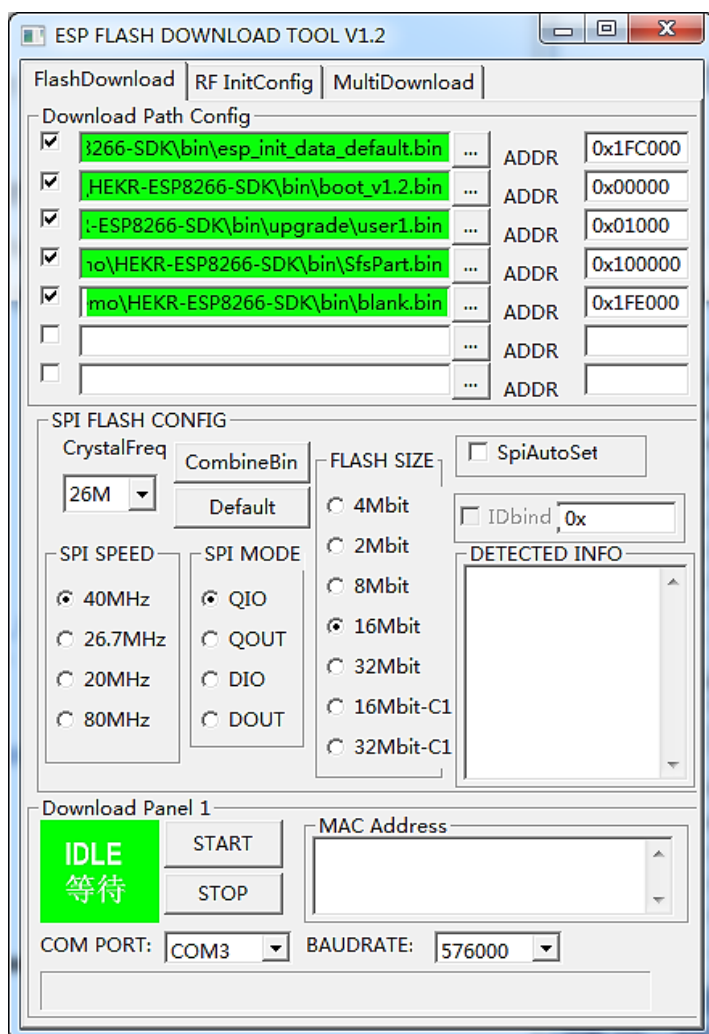 ESP FLASH DOWNLOAD TOOL V1.2
FlashDownload RF InitConfig MultiDownload
Download Path Config
3266-SDK\bin\esp_init_data_default.bin ... ADDR 0x1FC000
HEKR-ESP8266-SDK\bin\boot_v1.2.bin ... ADDR 0x00000
-ESP8266-SDK\bin\upgrade\user1.bin ... ADDR 0x01000
\HEKR-ESP8266-SDK\bin\SfsPart.bin ... ADDR 0x100000
mo\HEKR-ESP8266-SDK\bin\blank.bin ... ADDR 0x1FE000
... ADDR
... ADDR
SPI FLASH CONFIG
CrystalFreq
26M
CombineBin
Default
SPI SPEED
40MHz
26.7MHz
20MHz
80MHz
SPI MODE
QIO
QOUT
DIO
DOUT
FLASH SIZE
4Mbit
2Mbit
8Mbit
16Mbit
32Mbit
16Mbit-C1
32Mbit-C1
SpiAutoSet
IDbind 0x
DETECTED INFO
Download Panel 1
IDLE
等待
START
STOP
MAC Address
COM PORT: COM3 BAUDRATE: 576000